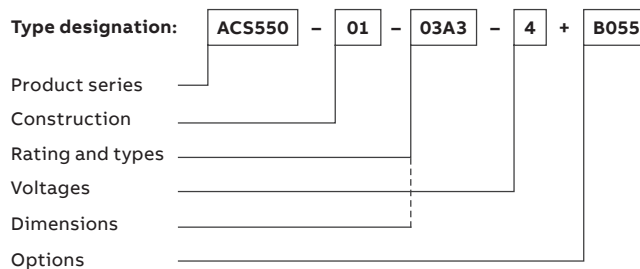 Type designation: ACS550 – 01 – 03A3 – 4 + B055
Product series
Construction
Rating and types
Voltages
Dimensions
Options